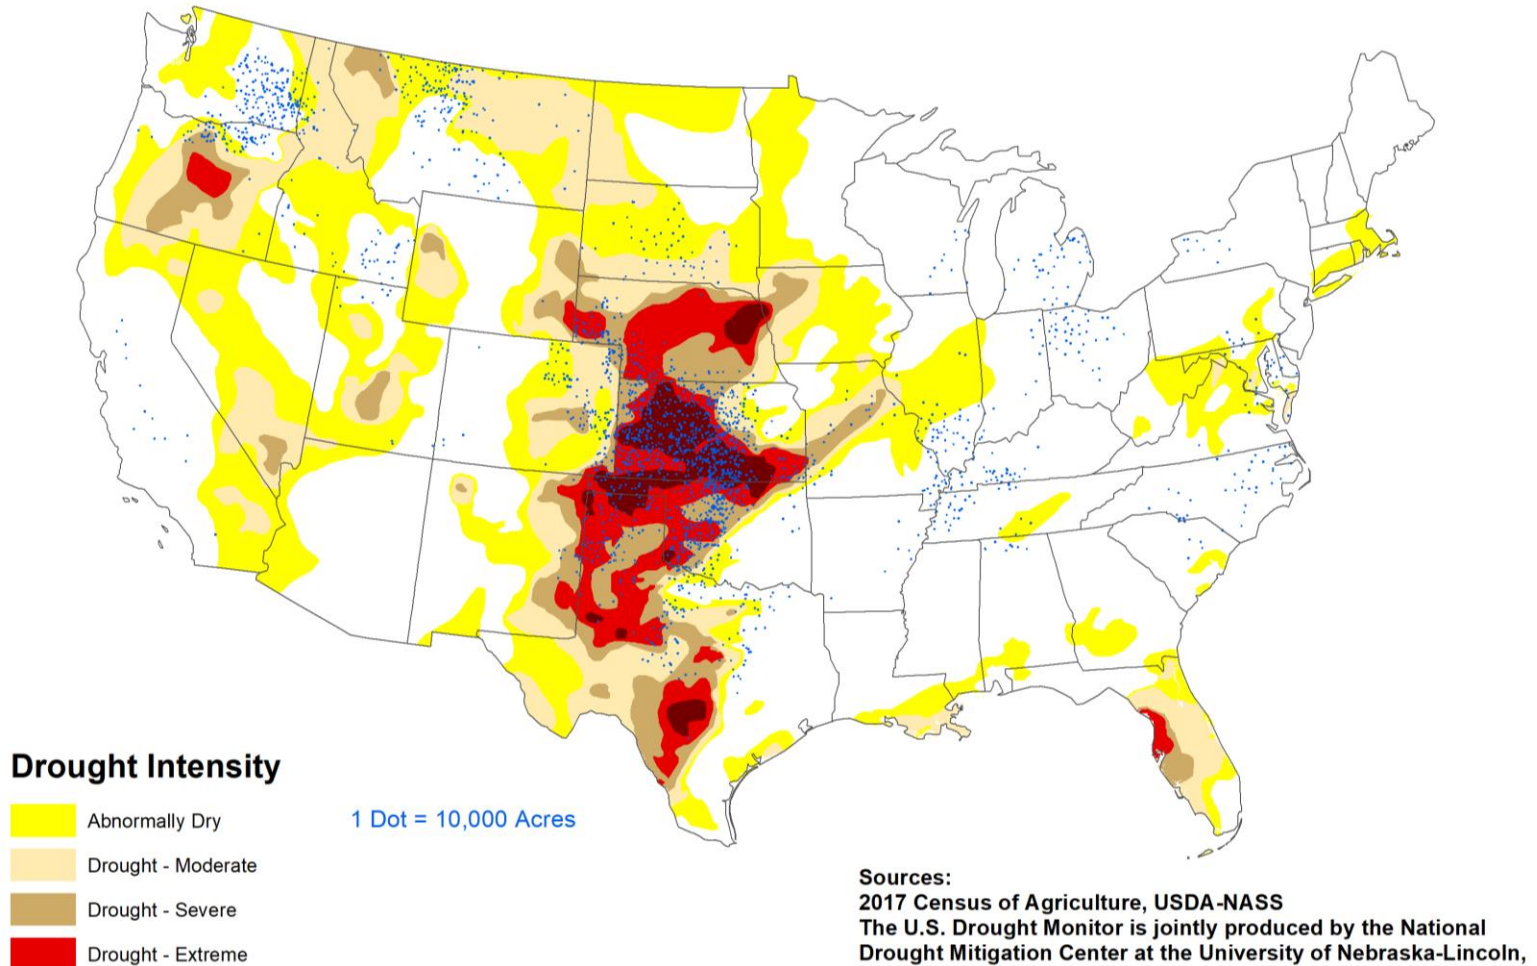 Drought Intensity
Abnormally Dry
Drought - Moderate
Drought - Severe
Drought - Extreme
1 Dot = 10,000 Acres
Sources:
2017 Census of Agriculture, USDA-NASS
The U.S. Drought Monitor is jointly produced by the National
Drought Mitigation Center at the University of Nebraska-Lincoln,